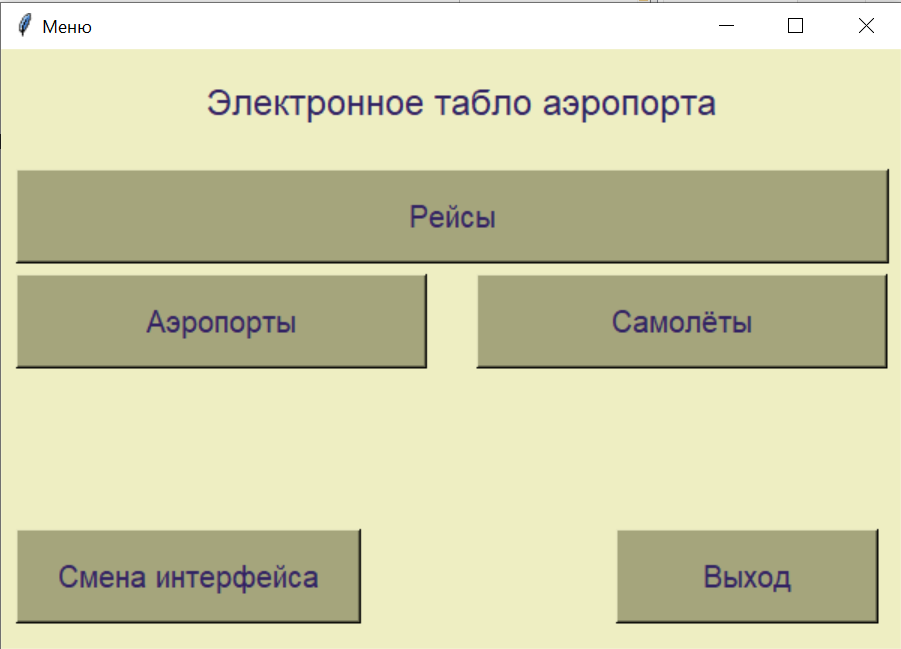 Меню
Электронное табло аэропорта
Рейсы
Аэропорты
Самолёты
Смена интерфейса
Выход